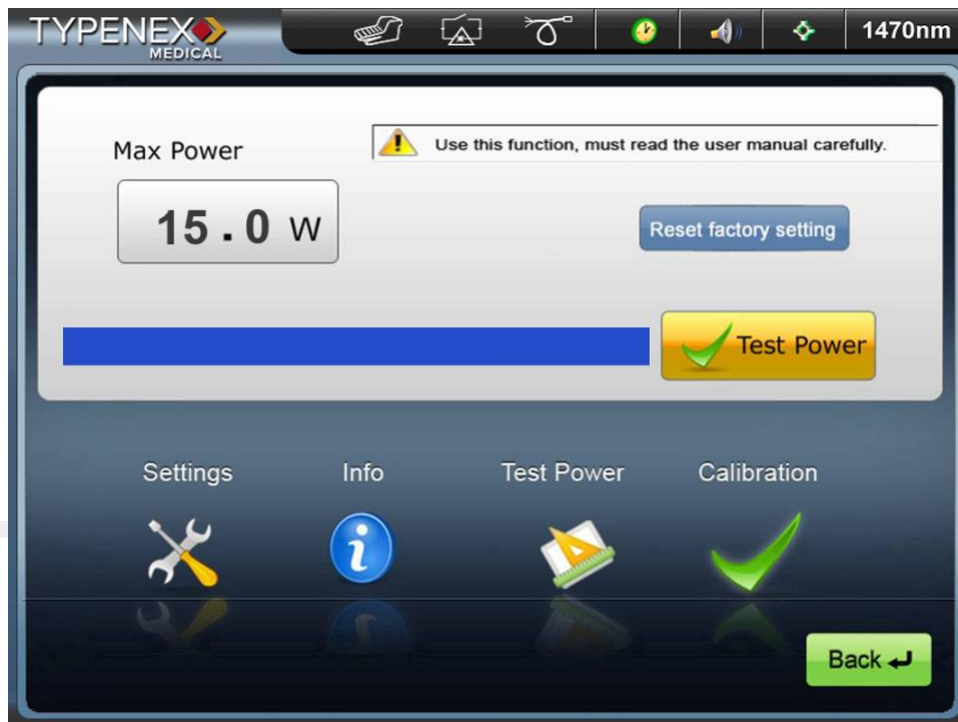 TYPENEX
MEDICAL
1470nm
Max Power
Use this function, must read the user manual carefully.
15.0 W
Reset factory setting
Test Power
Settings
Info
Test Power
Calibration
Back